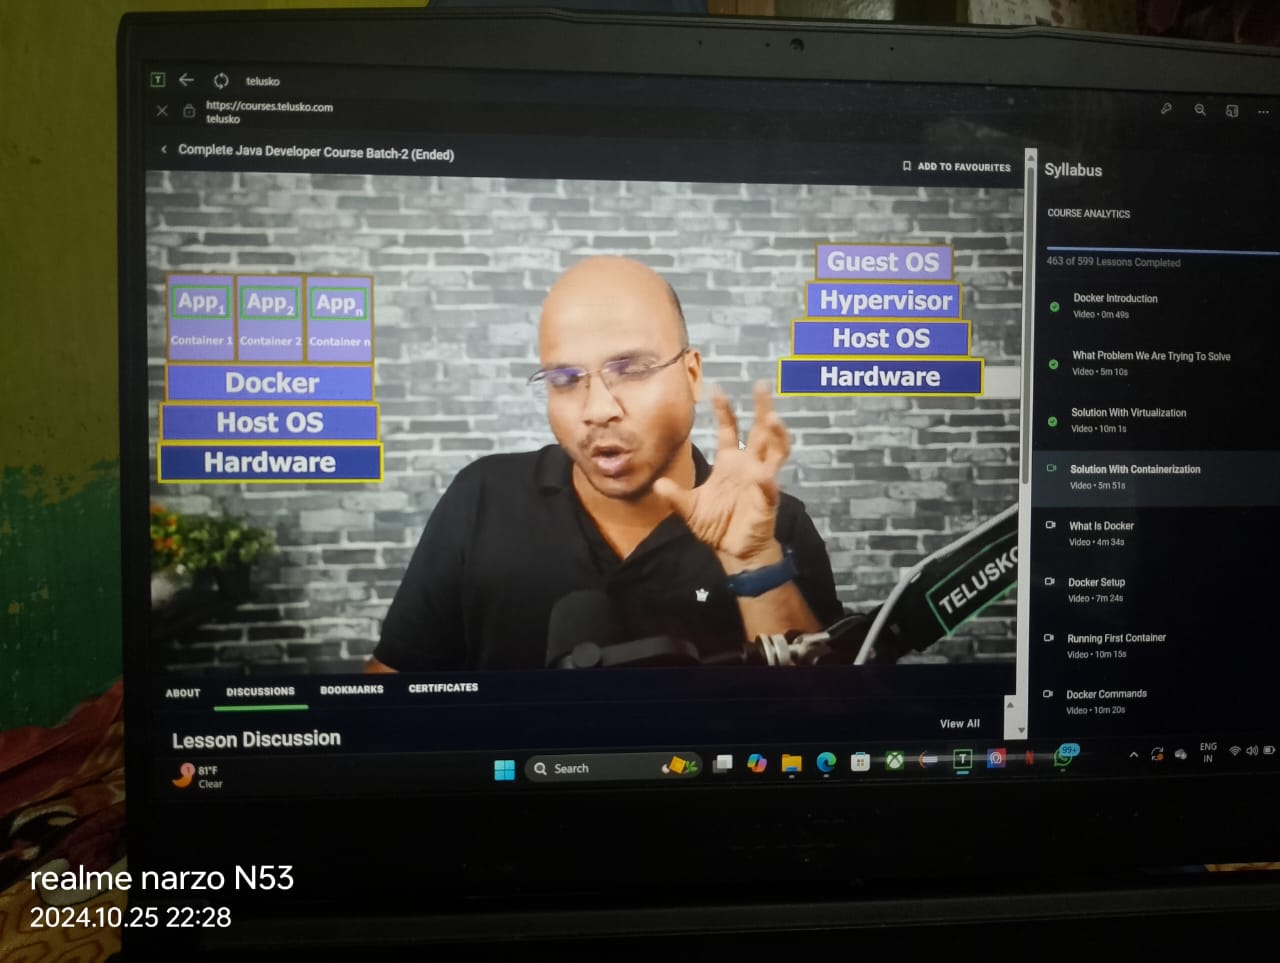 telusko
https://courses.telusko.com
telusko
Complete Java Developer Course Batch-2 (Ended)
ADD TO FAVOURITES
App1 App2 Appn
Container 1 Container 2 Container n
Docker
Host OS
Hardware
Guest OS
Hypervisor
Host OS
Hardware
TELUSKO
ABOUT DISCUSSIONS BOOKMARKS CERTIFICATES
Lesson Discussion
View All
Syllabus
COURSE ANALYTICS
463 of 599 Lessons Completed
Docker Introduction
Video • 0m 49s
What Problem We Are Trying To Solve
Video • 5m 10s
Solution With Virtualization
Video • 10m 1s
Solution With Containerization
Video • 5m 51s
What Is Docker
Video • 4m 34s
Docker Setup
Video • 7m 24s
Running First Container
Video • 10m 15s
Docker Commands
Video • 10m 20s
1
81°F
Clear
Search
T
99+
ENG
IN
realme narzo N53
2024.10.25 22:28